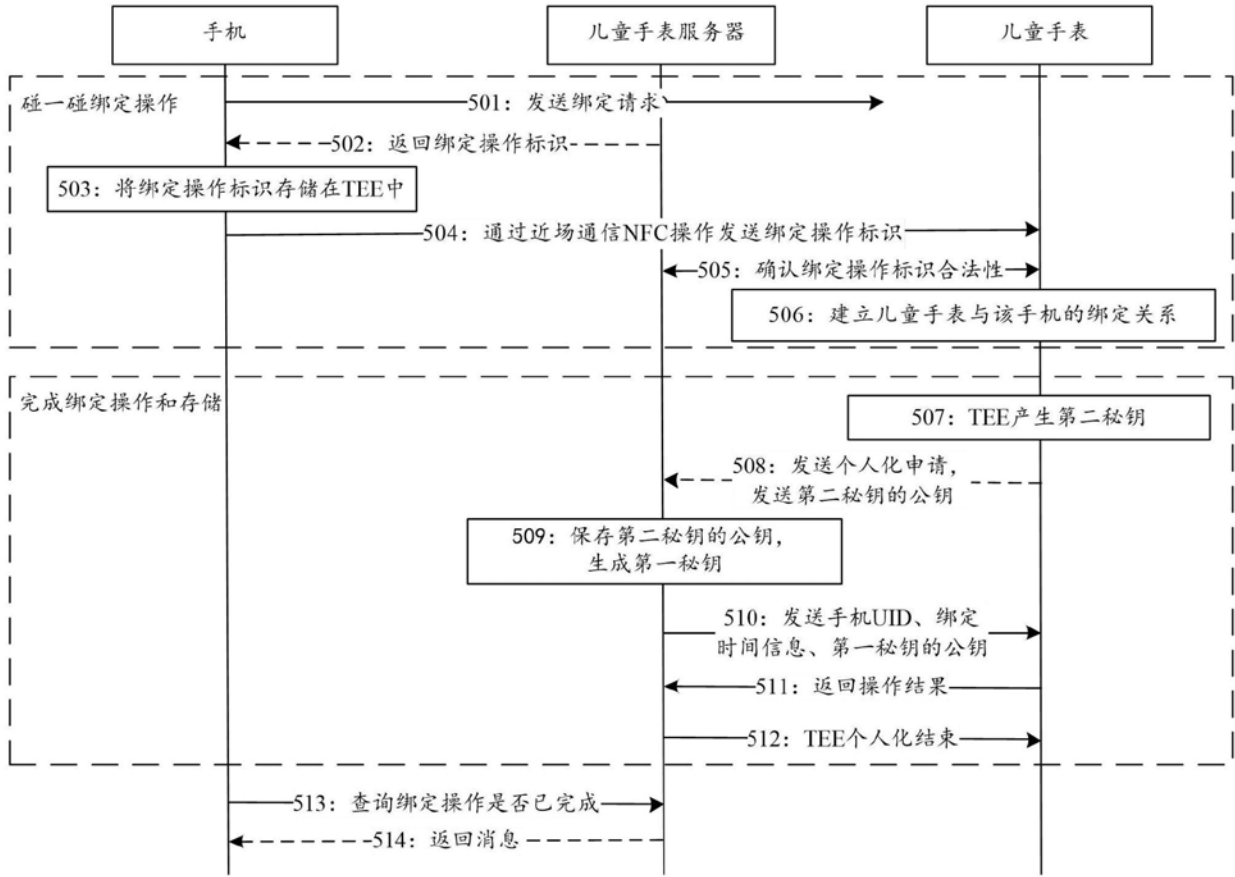 手机
儿童手表服务器
儿童手表
碰一碰绑定操作
501：发送绑定请求
502：返回绑定操作标识
503：将绑定操作标识存储在TEE中
504：通过近场通信NFC操作发送绑定操作标识
505：确认绑定操作标识合法性
506：建立儿童手表与该手机的绑定关系
完成绑定操作和存储
507：TEE产生第二秘钥
508：发送个人化申请，
发送第二秘钥的公钥
509：保存第二秘钥的公钥，
生成第一秘钥
510：发送手机UID、绑定
时间信息、第一秘钥的公钥
511：返回操作结果
512：TEE个人化结束
513：查询绑定操作是否已完成
514：返回消息